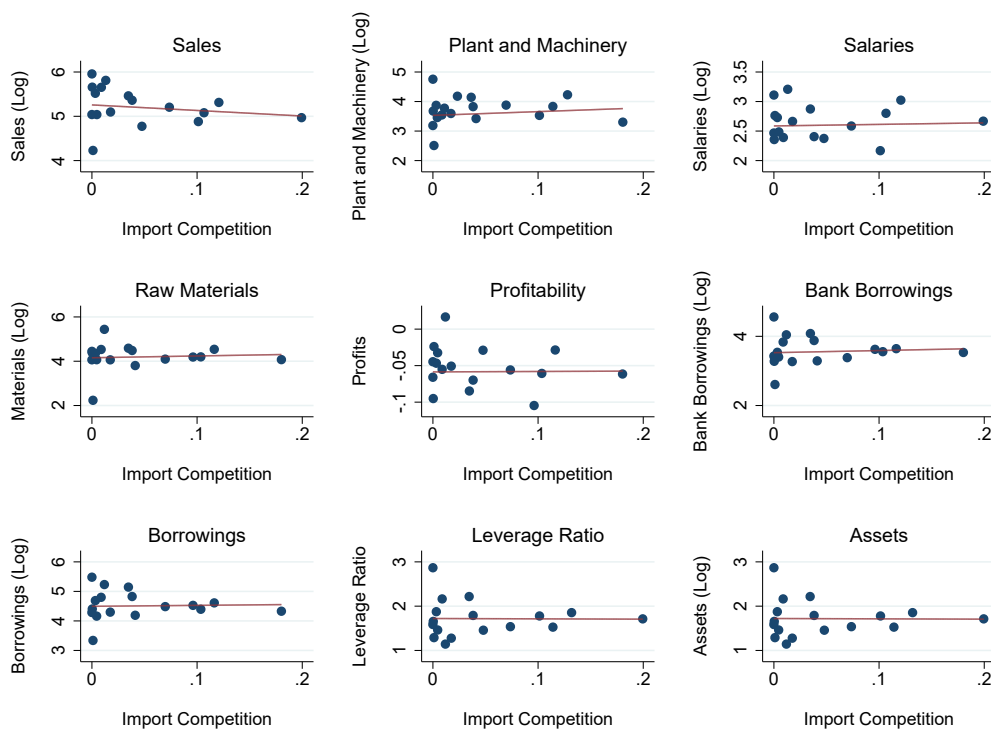 Sales
Sales (Log)
6
5
4
0
.1
.2
Import Competition
Plant and Machinery
Plant and Machinery (Log)
5
4
3
2
0
.1
.2
Import Competition
Salaries
Salaries (Log)
3.5
3
2.5
2
0
.1
.2
Import Competition
Raw Materials
Materials (Log)
6
4
2
0
.1
.2
Import Competition
Profitability
Profits
0
-.05
-.1
0
.1
.2
Import Competition
Bank Borrowings
Bank Borrowings (Log)
4
2
0
.1
.2
Import Competition
Borrowings
Borrowings (Log)
6
5
4
3
0
.1
.2
Import Competition
Leverage Ratio
Leverage Ratio
3
2
1
0
.1
.2
Import Competition
Assets
Assets (Log)
3
2
1
0
.1
.2
Import Competition